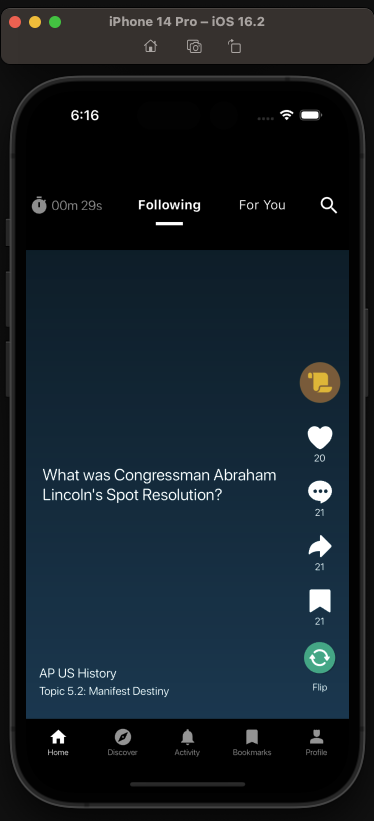 iPhone 14 Pro – iOS 16.2
6:16
00m 29s
Following
For You
What was Congressman Abraham
Lincoln's Spot Resolution?
20
21
21
21
Flip
AP US History
Topic 5.2: Manifest Destiny
Home
Discover
Activity
Bookmarks
Profile